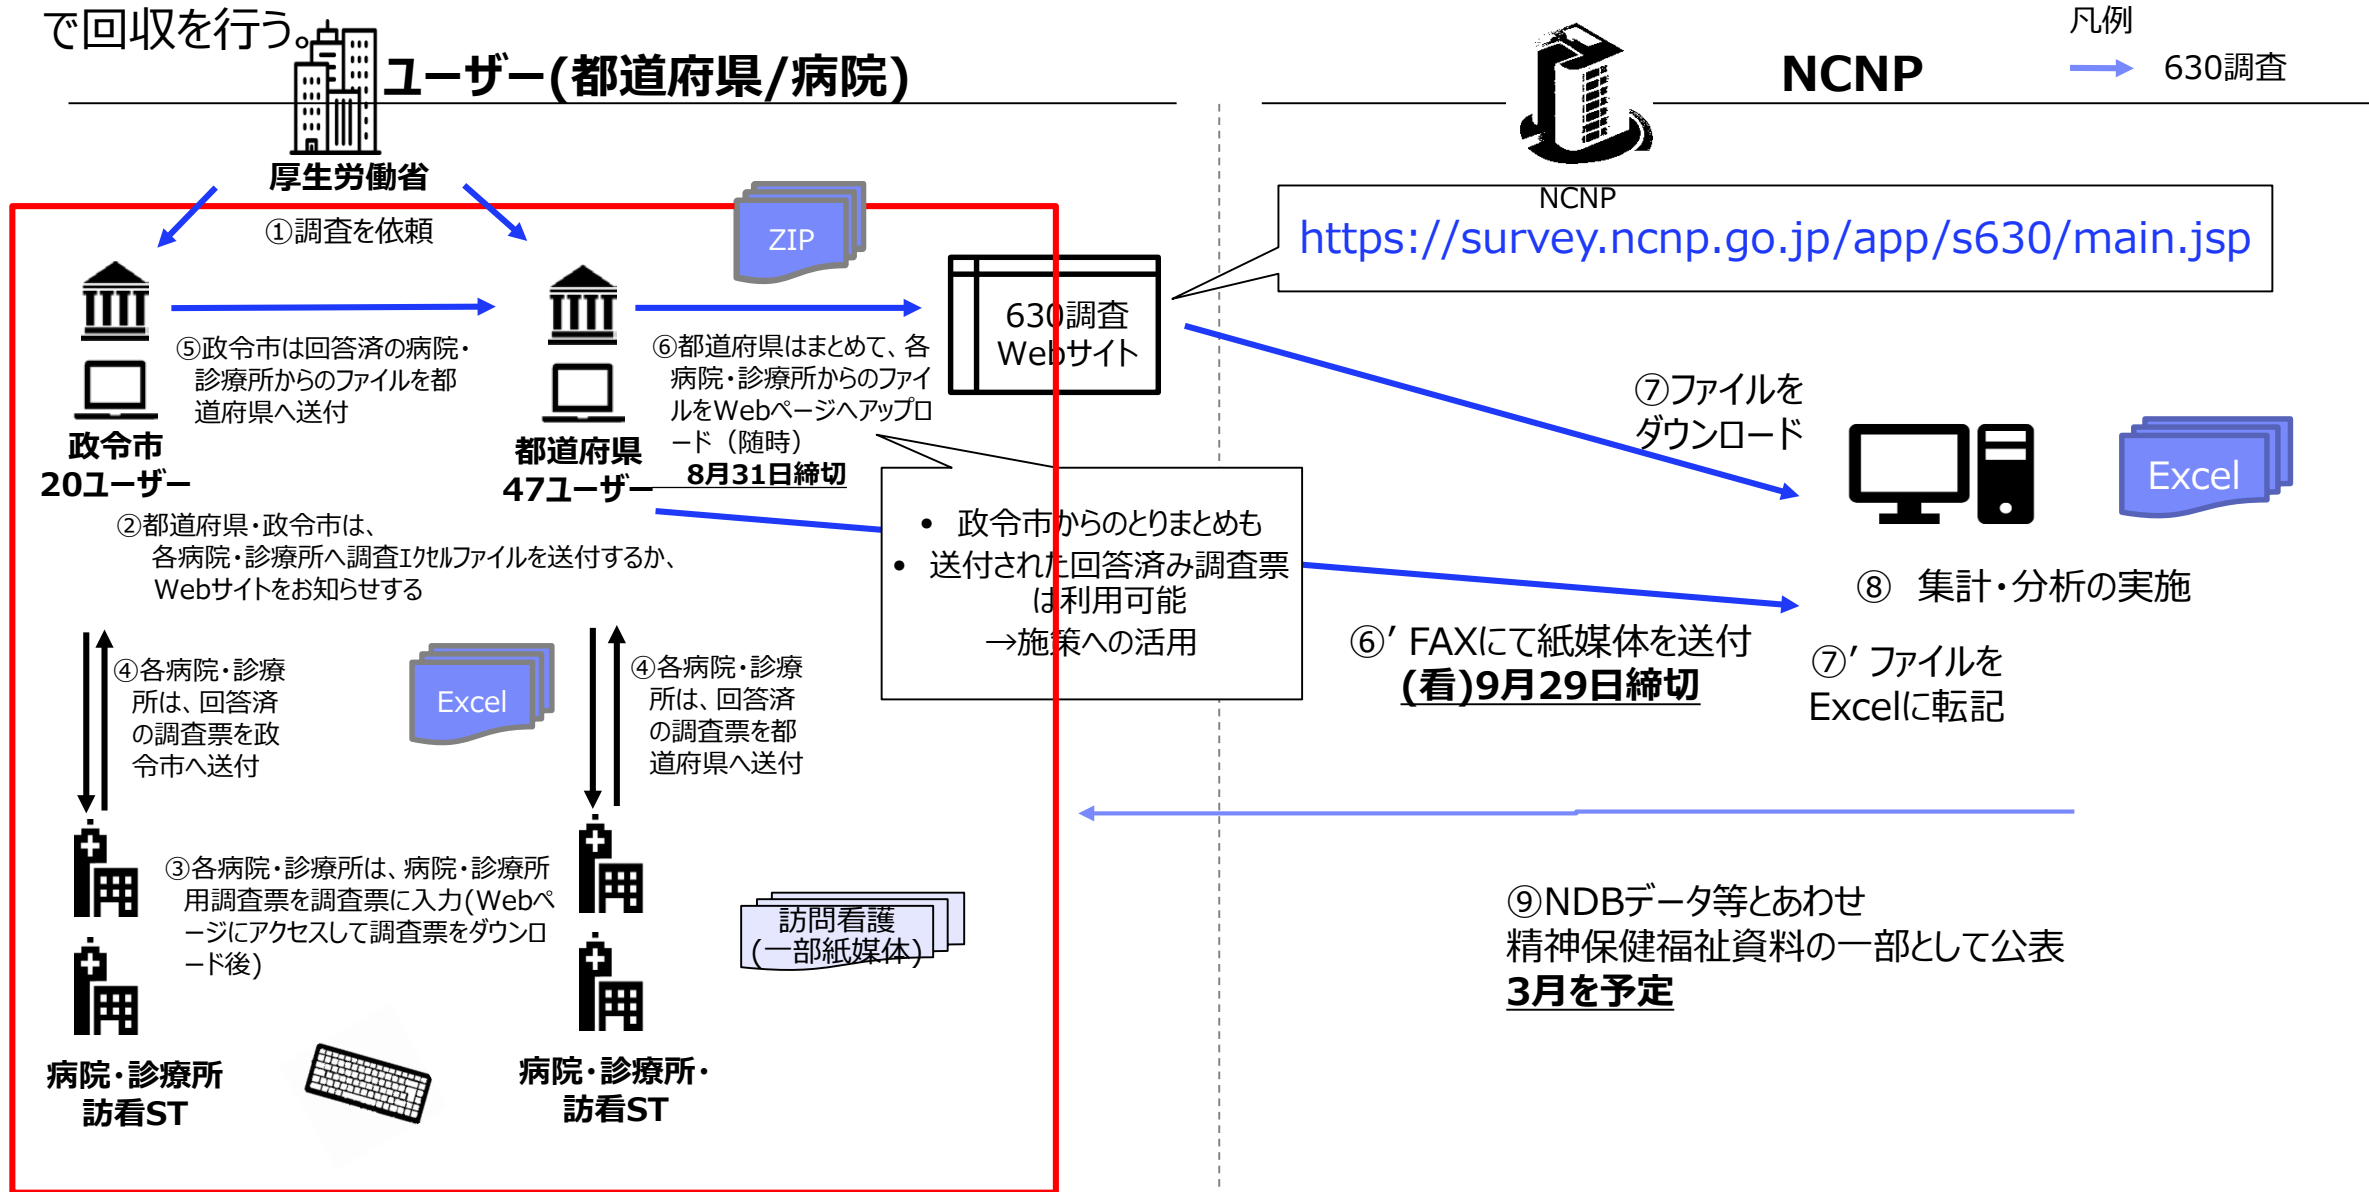 で回収を行う。
ユーザー(都道府県/病院)
NCNP
凡例
630調査
厚生労働省
①調査を依頼
ZIP
NCNP
https://survey.ncnp.go.jp/app/s630/main.jsp
630調査
Webサイト
⑤政令市は回答済の病院・
診療所からのファイルを都
道府県へ送付
⑥都道府県はまとめて、各
病院・診療所からのファイ
ルをWebページへアップロ
ード（随時）
8月31日締切
政令市
20ユーザー
都道府県
47ユーザー
⑦ファイルを
ダウンロード
Excel
②都道府県・政令市は、
各病院・診療所へ調査ｴｸｾﾙファイルを送付するか、
Webサイトをお知らせする
• 政令市からのとりまとめも
• 送付された回答済み調査票
は利用可能
→施策への活用
⑧ 集計・分析の実施
⑥’ FAXにて紙媒体を送付
(看)9月29日締切
⑦’ ファイルを
Excelに転記
④各病院・診療
所は、回答済
の調査票を政
令市へ送付
Excel
④各病院・診療
所は、回答済
の調査票を都
道府県へ送付
③各病院・診療所は、病院・診療所
用調査票を調査票に入力(Webペ
ージにアクセスして調査票をダウンロ
ード後)
訪問看護
(一部紙媒体)
⑨NDBデータ等とあわせ
精神保健福祉資料の一部として公表
3月を予定
病院・診療所
訪看ST
病院・診療所・
訪看ST